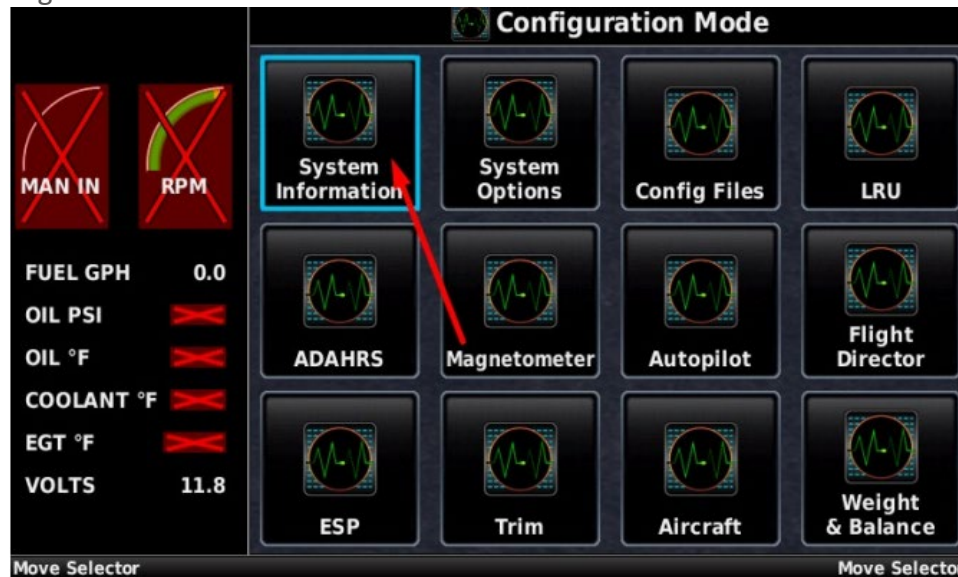 Configuration Mode
MAN IN
RPM
FUEL GPH 0.0
OIL PSI
OIL °F
COOLANT °F
EGT °F
VOLTS 11.8
System
Information
System
Options
Config Files
LRU
ADAHRS
Magnetometer
Autopilot
Flight
Director
ESP
Trim
Aircraft
Weight
& Balance
Move Selector
Move Selecto